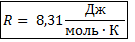 R = 8,31 Дж/(моль · К)